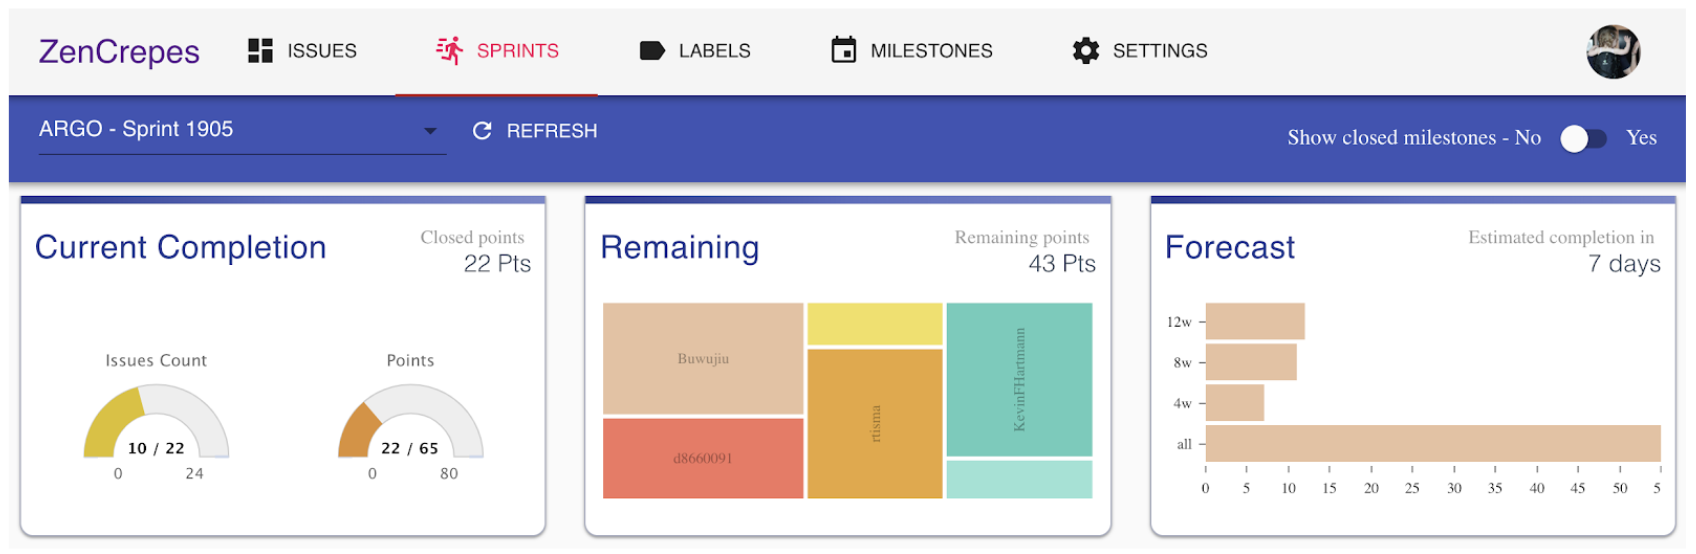 ZenCrepes
ISSUES
SPRINTS
LABELS
MILESTONES
SETTINGS
ARGO - Sprint 1905
REFRESH
Show closed milestones - No
Yes
Current Completion
Closed points
22 Pts
Issues Count
10 / 22
0
24
Points
22 / 65
0
80
Remaining
Remaining points
43 Pts
Buwujiu
d8660091
rtisma
KevinFHartmann
Forecast
Estimated completion in
7 days
12w
8w
4w
all
0 5 10 15 20 25 30 35 40 45 50 5